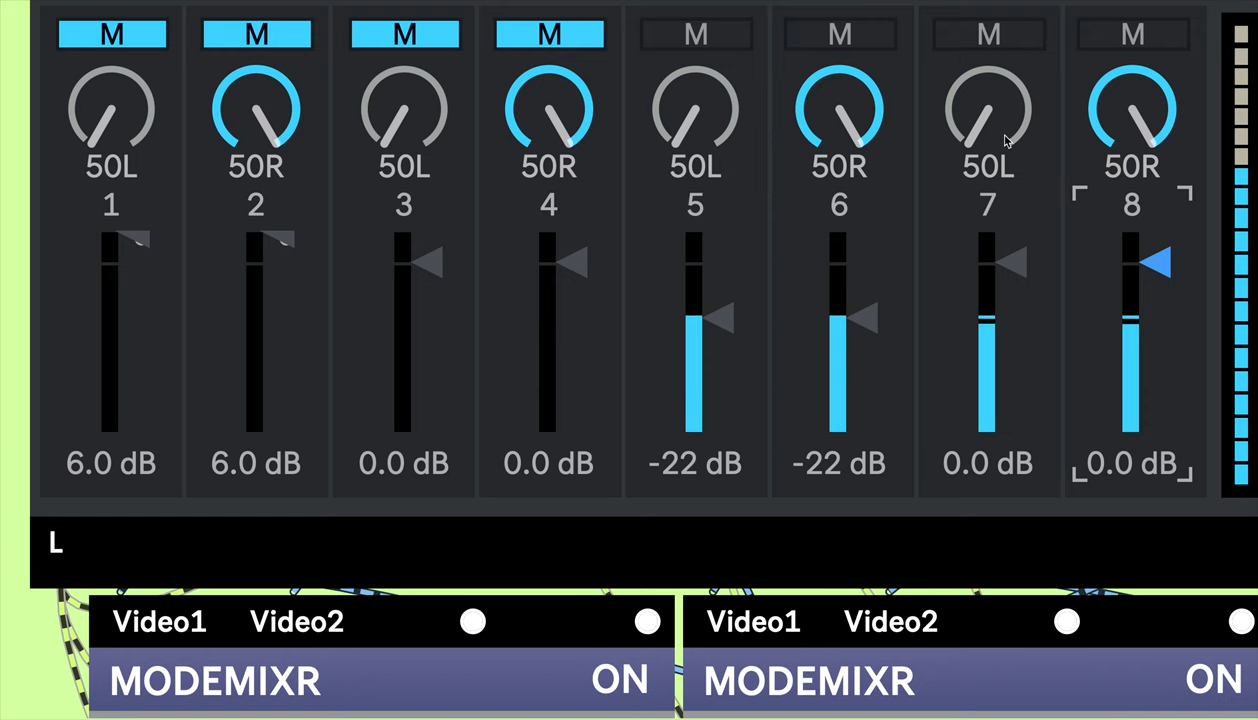 M M M M M M M M
50L 50R 50L 50R 50L 50R 50L 50R
1 2 3 4 5 6 7 8
6.0 dB 6.0 dB 0.0 dB 0.0 dB -22 dB -22 dB 0.0 dB 0.0 dB
L
Video1 Video2 Video1 Video2
MODEMIXR ON MODEMIXR ON